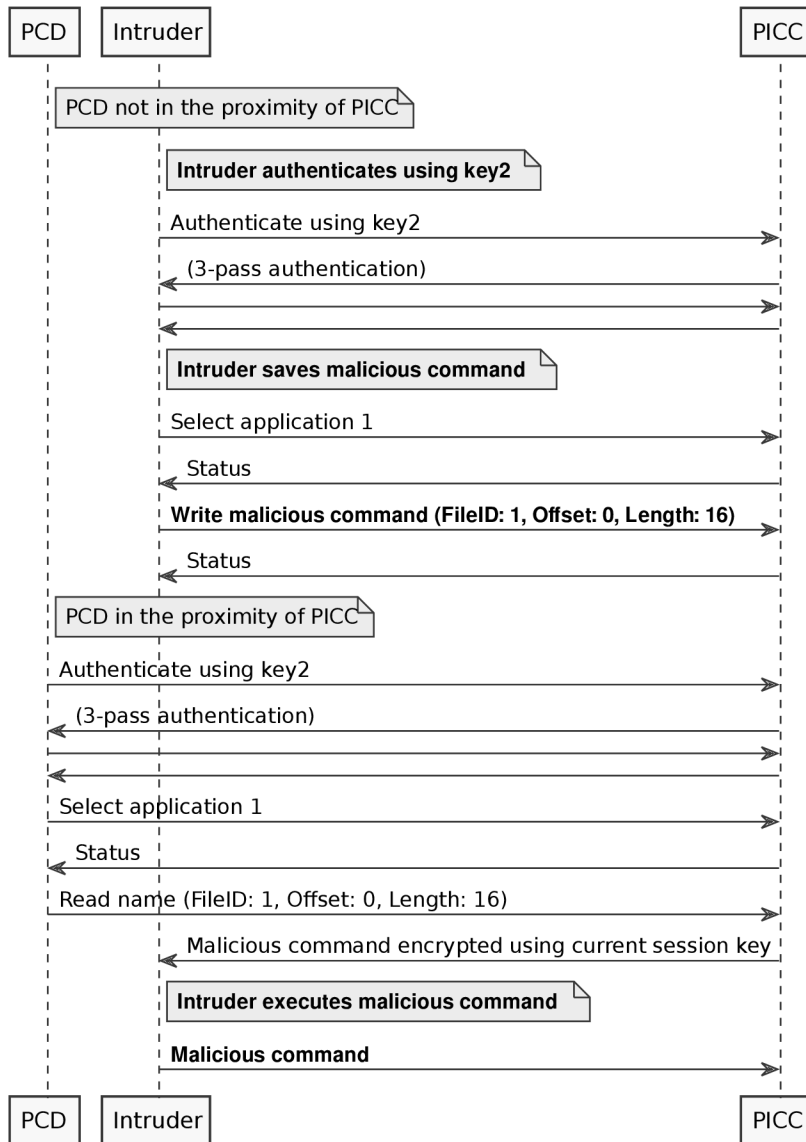 PCD Intruder PICC
PCD not in the proximity of PICC
Intruder authenticates using key2
Authenticate using key2
(3-pass authentication)
Intruder saves malicious command
Select application 1
Status
Write malicious command (FileID: 1, Offset: 0, Length: 16)
Status
PCD in the proximity of PICC
Authenticate using key2
(3-pass authentication)
Select application 1
Status
Read name (FileID: 1, Offset: 0, Length: 16)
Malicious command encrypted using current session key
Intruder executes malicious command
Malicious command
PCD Intruder PICC